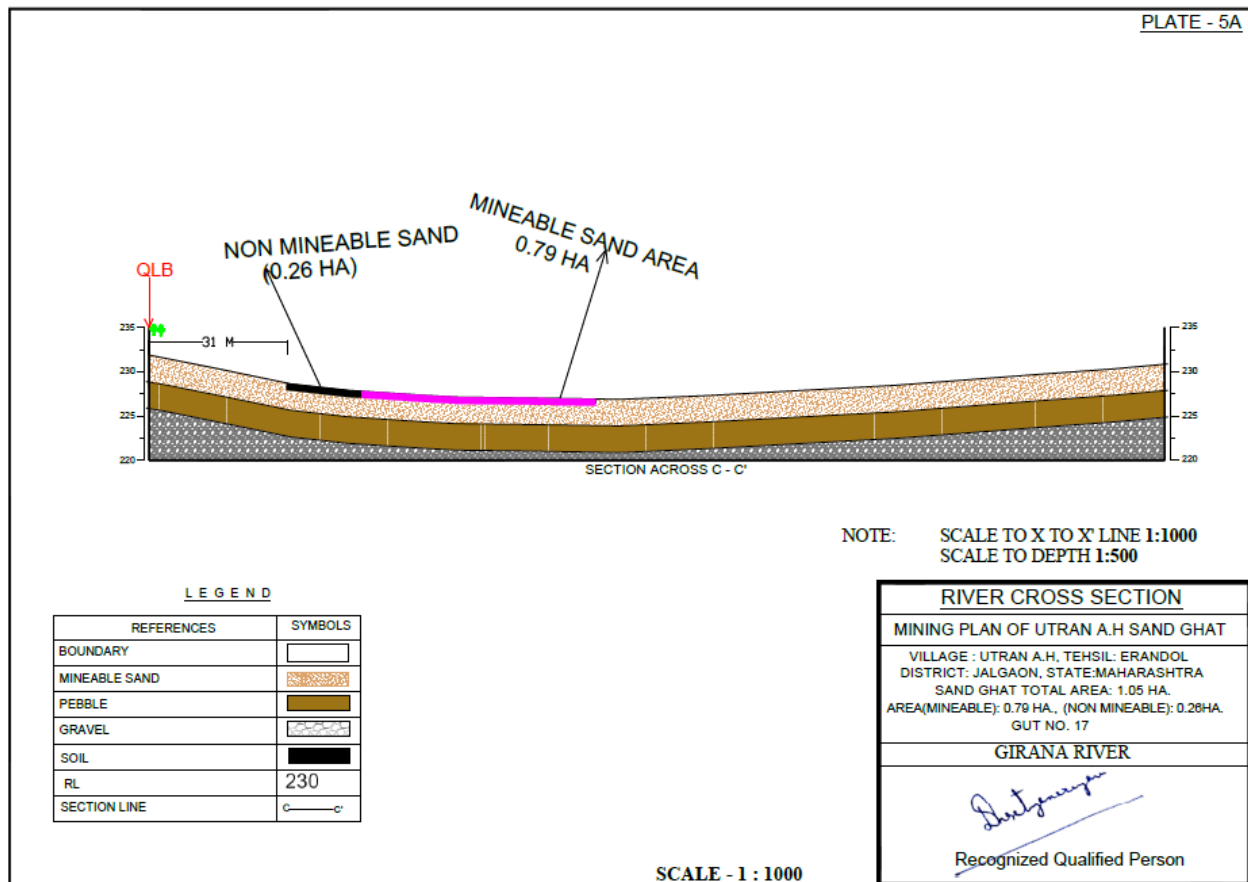 PLATE - 5A
NON MINEABLE SAND
(0.26 HA)
MINEABLE SAND AREA
0.79 HA
QLB
31 M
235
230
225
220
235
230
225
220
SECTION ACROSS C - C'
NOTE: SCALE TO X TO X' LINE 1:1000
SCALE TO DEPTH 1:500
LEGEND
REFERENCES SYMBOLS
BOUNDARY
MINEABLE SAND
PEBBLE
GRAVEL
SOIL
RL 230
SECTION LINE C C'
RIVER CROSS SECTION
MINING PLAN OF UTRAN A.H SAND GHAT
VILLAGE : UTRAN A.H, TEHSIL: ERANDOL
DISTRICT: JALGAON, STATE:MAHARASHTRA
SAND GHAT TOTAL AREA: 1.05 HA.
AREA(MINEABLE): 0.79 HA., (NON MINEABLE): 0.26HA.
GUT NO. 17
GIRANA RIVER
Recognized Qualified Person
SCALE - 1 : 1000